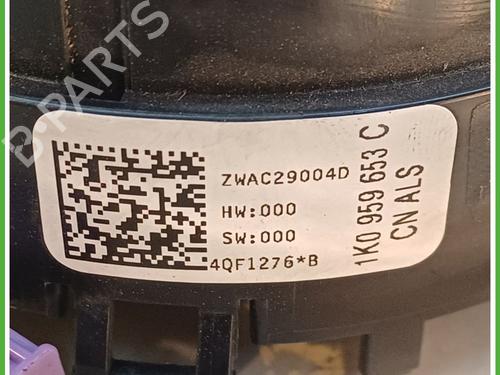 B-PARTS
ZWAC29004D
HW:000
SW:000
4QF1276*B
1K0 959 653 C
CN ALS